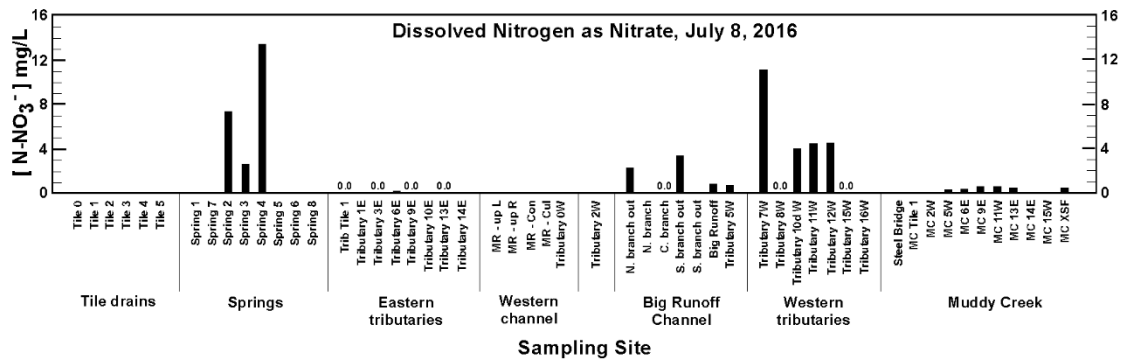 Dissolved Nitrogen as Nitrate, July 8, 2016
[ N-NO3- ] mg/L
16
12
8
4
0
16
12
8
4
0
0.0
0.0
0.0
0.0
0.0
0.0
0.0
Tile 0
Tile 1
Tile 2
Tile 3
Tile 4
Tile 5
Spring 1
Spring 7
Spring 2
Spring 3
Spring 4
Spring 5
Spring 6
Spring 8
Trib Tile 1
Tributary 1E
Tributary 3E
Tributary 6E
Tributary 9E
Tributary 10E
Tributary 13E
Tributary 14E
MR - up L
MR - up R
MR - Con
MR - Cul
Tributary 0W
Tributary 2W
N. branch out
N. branch
C. branch
S. branch out
S. branch out
Big Runoff
Tributary 5W
Tributary 7W
Tributary 8W
Tributary 10d W
Tributary 11W
Tributary 12W
Tributary 15W
Tributary 16W
Steel Bridge
MC Tile 1
MC 2W
MC 5W
MC 6E
MC 9E
MC 11W
MC 13E
MC 14E
MC 15W
MC XSF
Tile drains
Springs
Eastern
tributaries
Western
channel
Big Runoff
Channel
Western
tributaries
Muddy Creek
Sampling Site